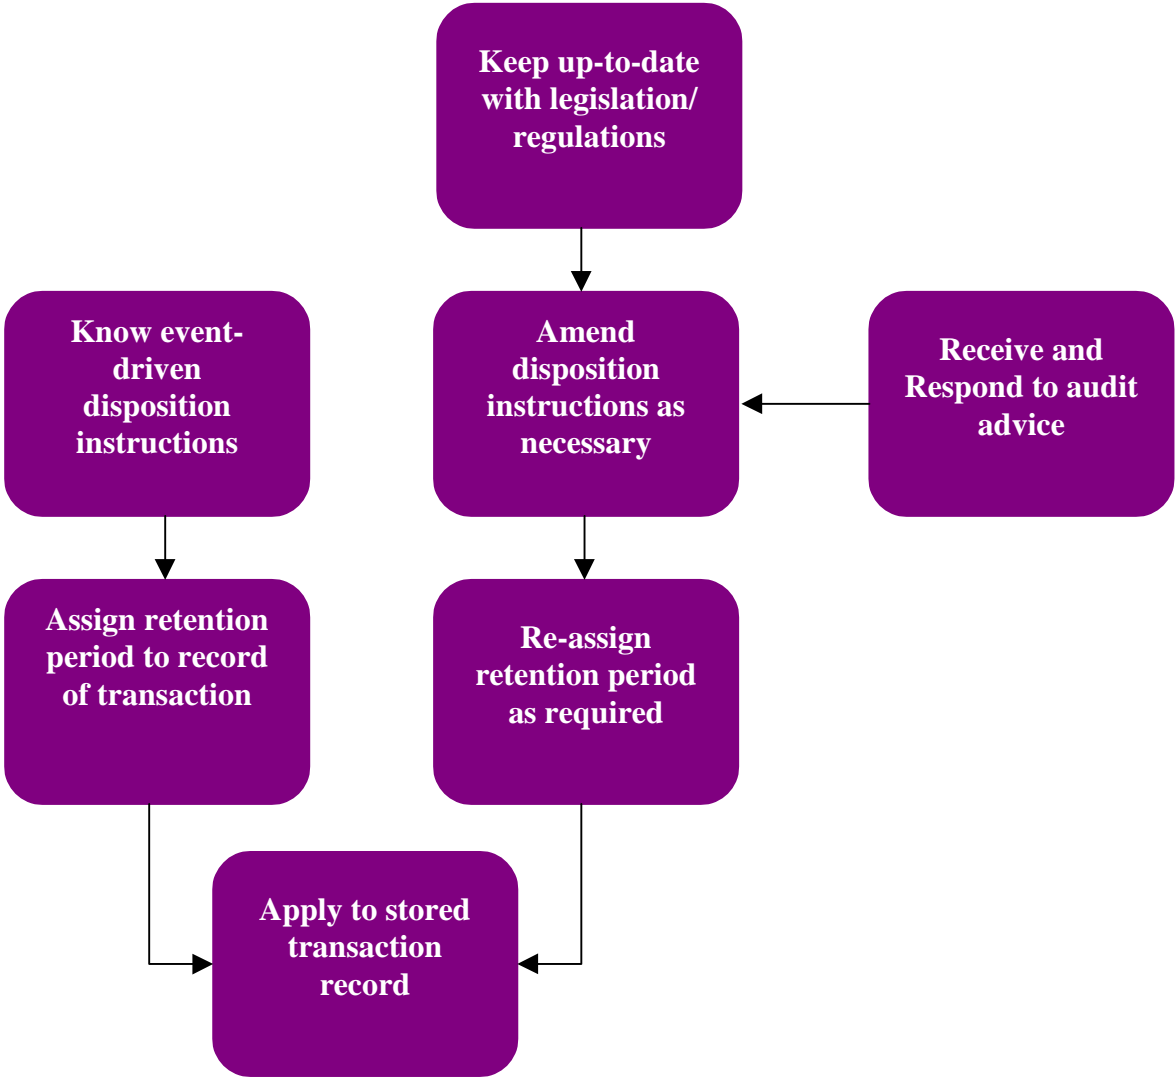 Keep up-to-date
with legislation/
regulations
Know event-
driven
disposition
instructions
Amend
disposition
instructions as
necessary
Receive and
Respond to audit
advice
Assign retention
period to record
of transaction
Re-assign
retention period
as required
Apply to stored
transaction
record